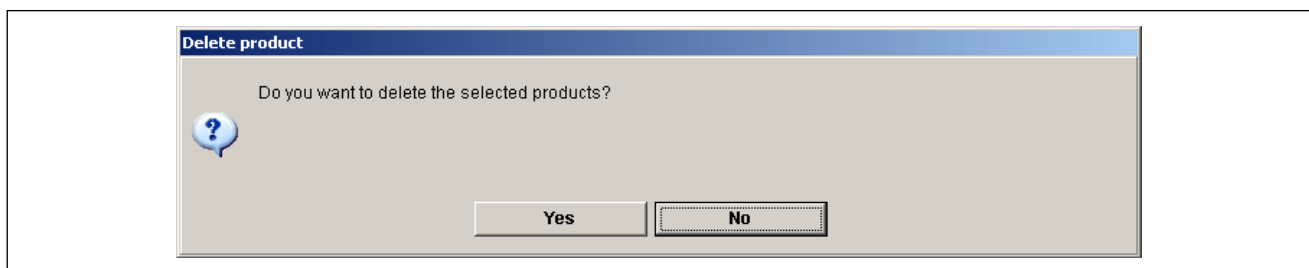 Delete product
Do you want to delete the selected products?
Yes No